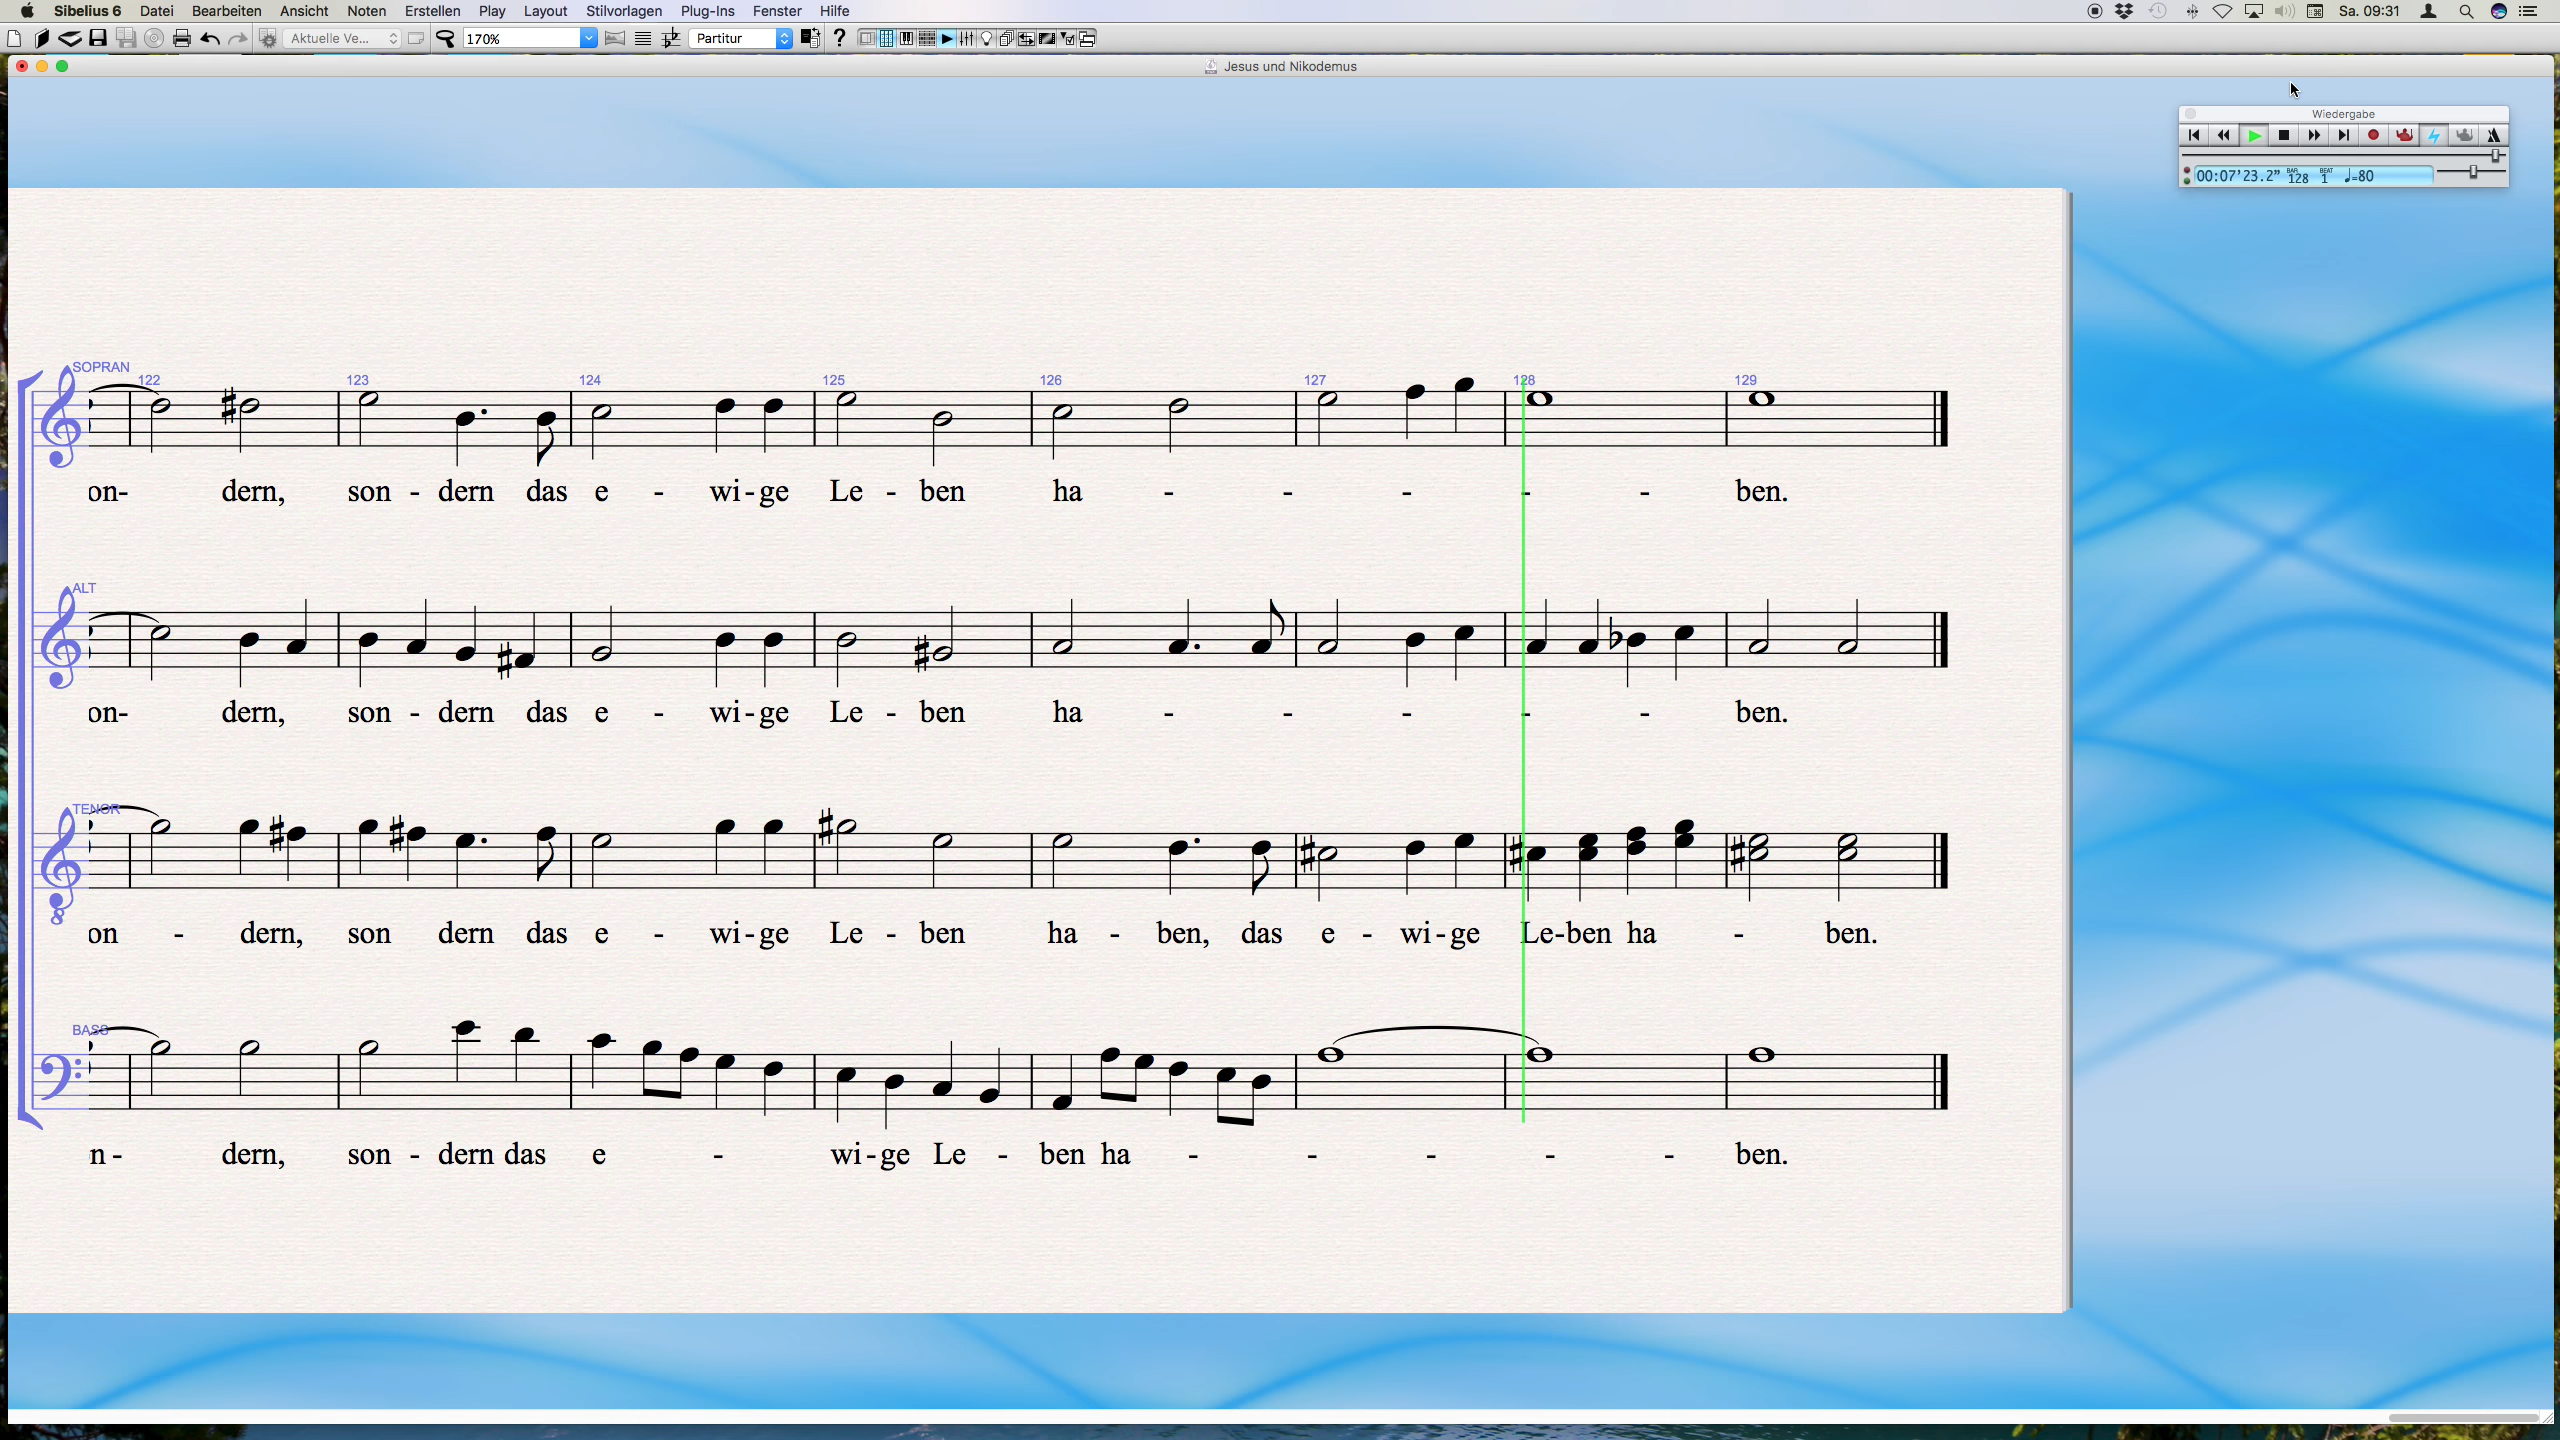 Sibelius 6 Datei Bearbeiten Ansicht Noten Erstellen Play Layout Stilvorlagen Plug-Ins Fenster Hilfe Sa. 09:31
Aktuelle Ve... 170% Partitur ?
Jesus und Nikodemus
Wiedergabe
00:07'23.2" BAR 128 BEAT 1 ♩=80
SOPRAN
122 123 124 125 126 127 128 129
on- dern, son - dern das e - wi - ge Le - ben ha - - - - - ben.
ALT
on- dern, son - dern das e - wi - ge Le - ben ha - - - - - ben.
TENOR
8
on - dern, son dern das e - wi - ge Le - ben ha - ben, das e - wi - ge Le - ben ha - ben.
BASS
n - dern, son - dern das e - wi - ge Le - ben ha - - - - - ben.